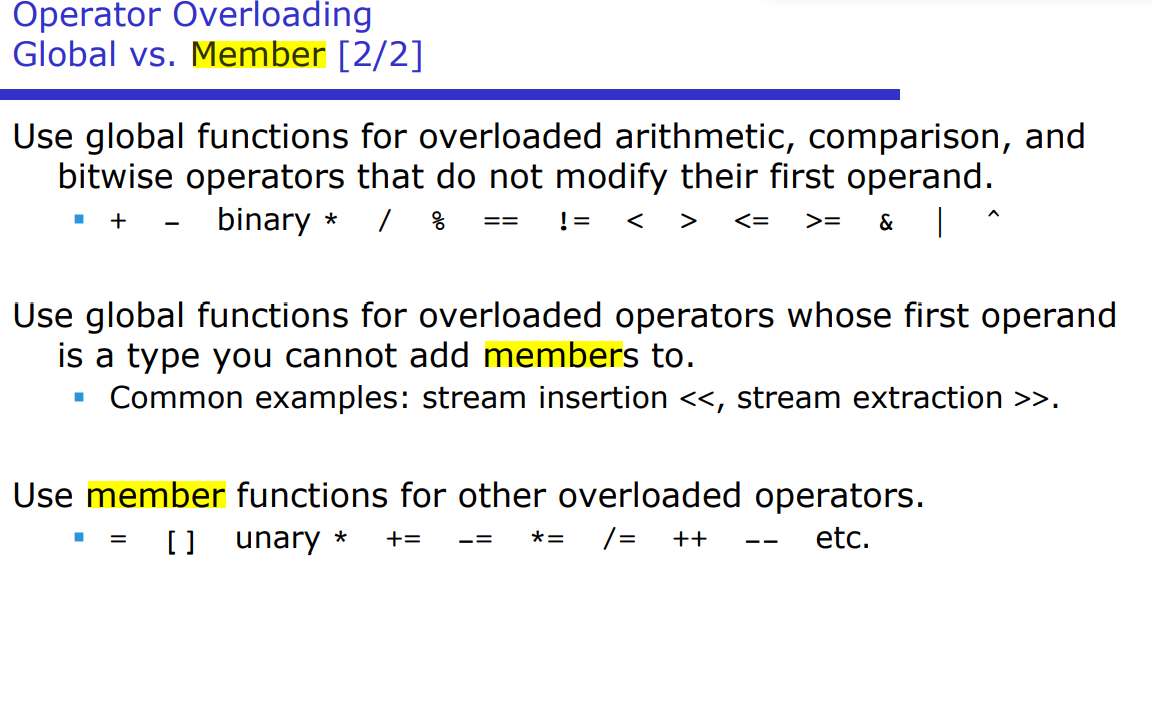 Operator Overloading
Global vs. Member [2/2]
Use global functions for overloaded arithmetic, comparison, and
bitwise operators that do not modify their first operand.
▪ + – binary * / % == != < > <= >= & | ^
Use global functions for overloaded operators whose first operand
is a type you cannot add members to.
▪ Common examples: stream insertion <<, stream extraction >>.
Use member functions for other overloaded operators.
▪ = [] unary * += –= *= /= ++ –– etc.